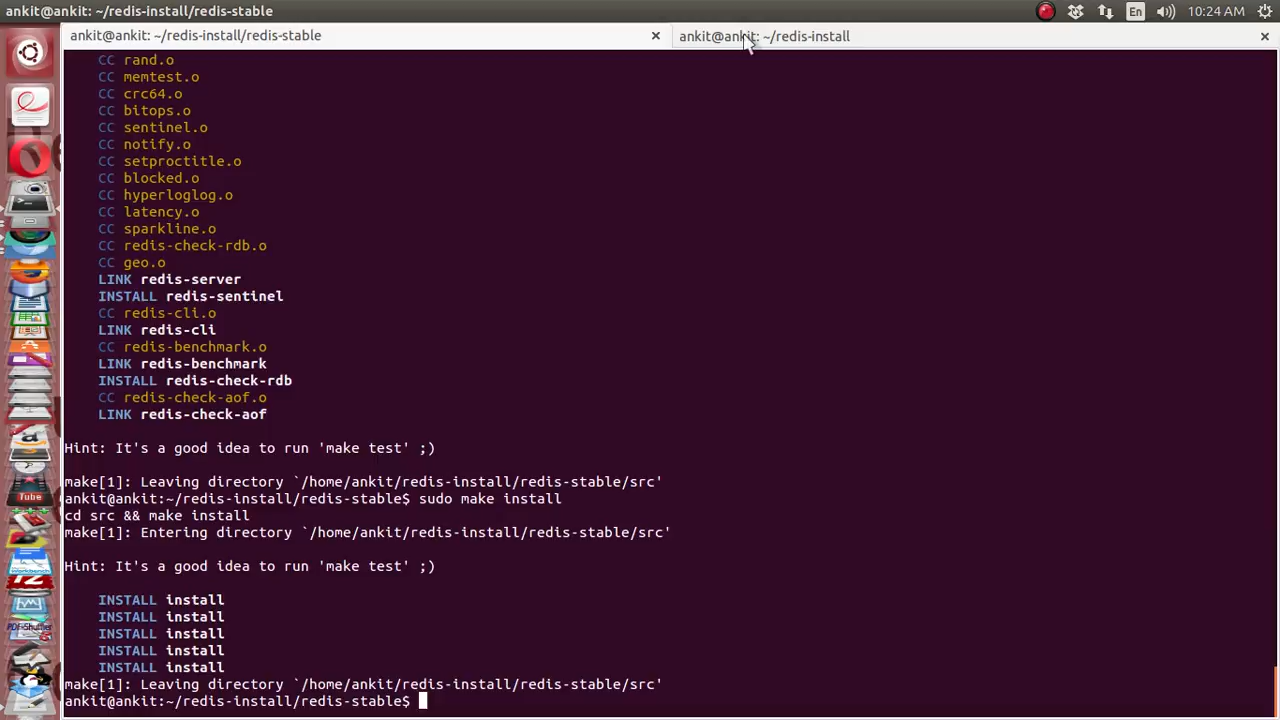 ankit@ankit: ~/redis-install/redis-stable
En
10:24 AM
ankit@ankit: ~/redis-install/redis-stable
ankit@ankit: ~/redis-install
CC rand.o
CC memtest.o
CC crc64.o
CC bitops.o
CC sentinel.o
CC notify.o
CC setproctitle.o
CC blocked.o
CC hyperloglog.o
CC latency.o
CC sparkline.o
CC redis-check-rdb.o
CC geo.o
LINK redis-server
INSTALL redis-sentinel
CC redis-cli.o
LINK redis-cli
CC redis-benchmark.o
LINK redis-benchmark
INSTALL redis-check-rdb
CC redis-check-aof.o
LINK redis-check-aof
Hint: It's a good idea to run 'make test' ;)
make[1]: Leaving directory `/home/ankit/redis-install/redis-stable/src'
ankit@ankit:~/redis-install/redis-stable$ sudo make install
cd src && make install
make[1]: Entering directory `/home/ankit/redis-install/redis-stable/src'
Hint: It's a good idea to run 'make test' ;)
INSTALL install
INSTALL install
INSTALL install
INSTALL install
INSTALL install
make[1]: Leaving directory `/home/ankit/redis-install/redis-stable/src'
ankit@ankit:~/redis-install/redis-stable$
Tube
PDF-Shuffler